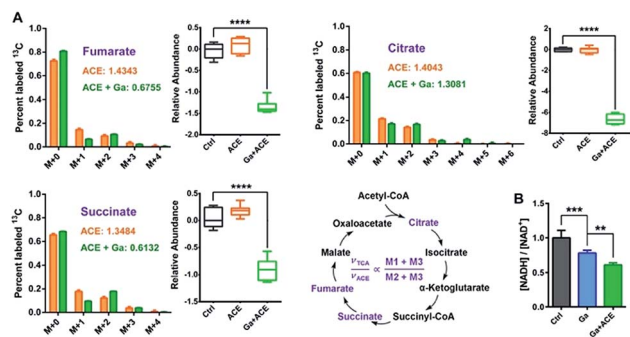 A
Percent labeled ¹³C
1.0
0.8
0.6
0.4
0.2
0.0
Fumarate
ACE: 1.4343
ACE + Ga: 0.6755
M+0 M+1 M+2 M+3 M+4
Relative Abundance
****
0.5
0.0
-0.5
-1.0
-1.5
-2.0
Ctrl ACE Ga+ACE
Percent labeled ¹³C
1.0
0.8
0.6
0.4
0.2
0.0
Citrate
ACE: 1.4043
ACE + Ga: 1.3081
M+0 M+1 M+2 M+3 M+4 M+5 M+6
Relative Abundance
****
2
0
-2
-4
-6
-8
Ctrl ACE Ga+ACE
Percent labeled ¹³C
1.0
0.8
0.6
0.4
0.2
0.0
Succinate
ACE: 1.3484
ACE + Ga: 0.6132
M+0 M+1 M+2 M+3 M+4
Relative Abundance
****
0.5
0.0
-0.5
-1.0
-1.5
Ctrl ACE Ga+ACE
Acetyl-CoA
Oxaloacetate
Citrate
Malate
Isocitrate
νTCA / νACE ∝ M1 + M3 / M2 + M3
Fumarate
α-Ketoglutarate
Succinate
Succinyl-CoA
B
[NADH] / [NAD⁺]
***
**
1.5
1.0
0.5
0.0
Ctrl Ga Ga+ACE